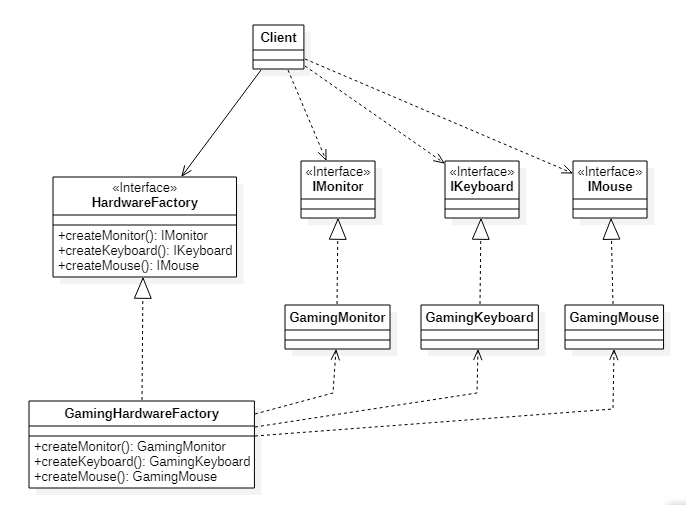 Client
«Interface»
HardwareFactory
+createMonitor(): IMonitor
+createKeyboard(): IKeyboard
+createMouse(): IMouse
«Interface»
IMonitor
«Interface»
IKeyboard
«Interface»
IMouse
GamingMonitor
GamingKeyboard
GamingMouse
GamingHardwareFactory
+createMonitor(): GamingMonitor
+createKeyboard(): GamingKeyboard
+createMouse(): GamingMouse